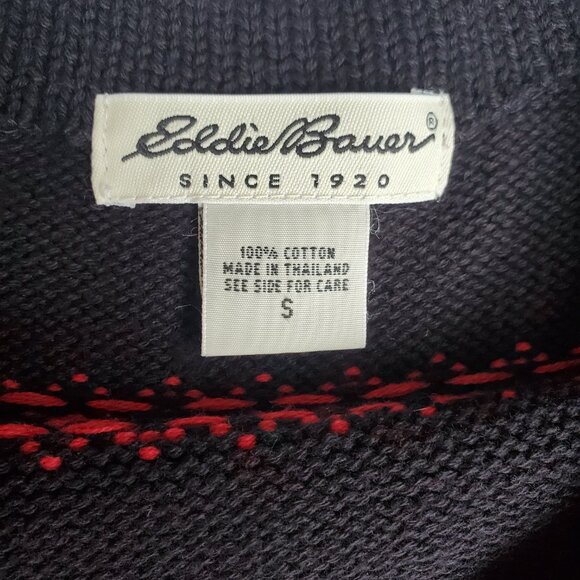 Eddie Bauer®
SINCE 1920
100% COTTON
MADE IN THAILAND
SEE SIDE FOR CARE
S